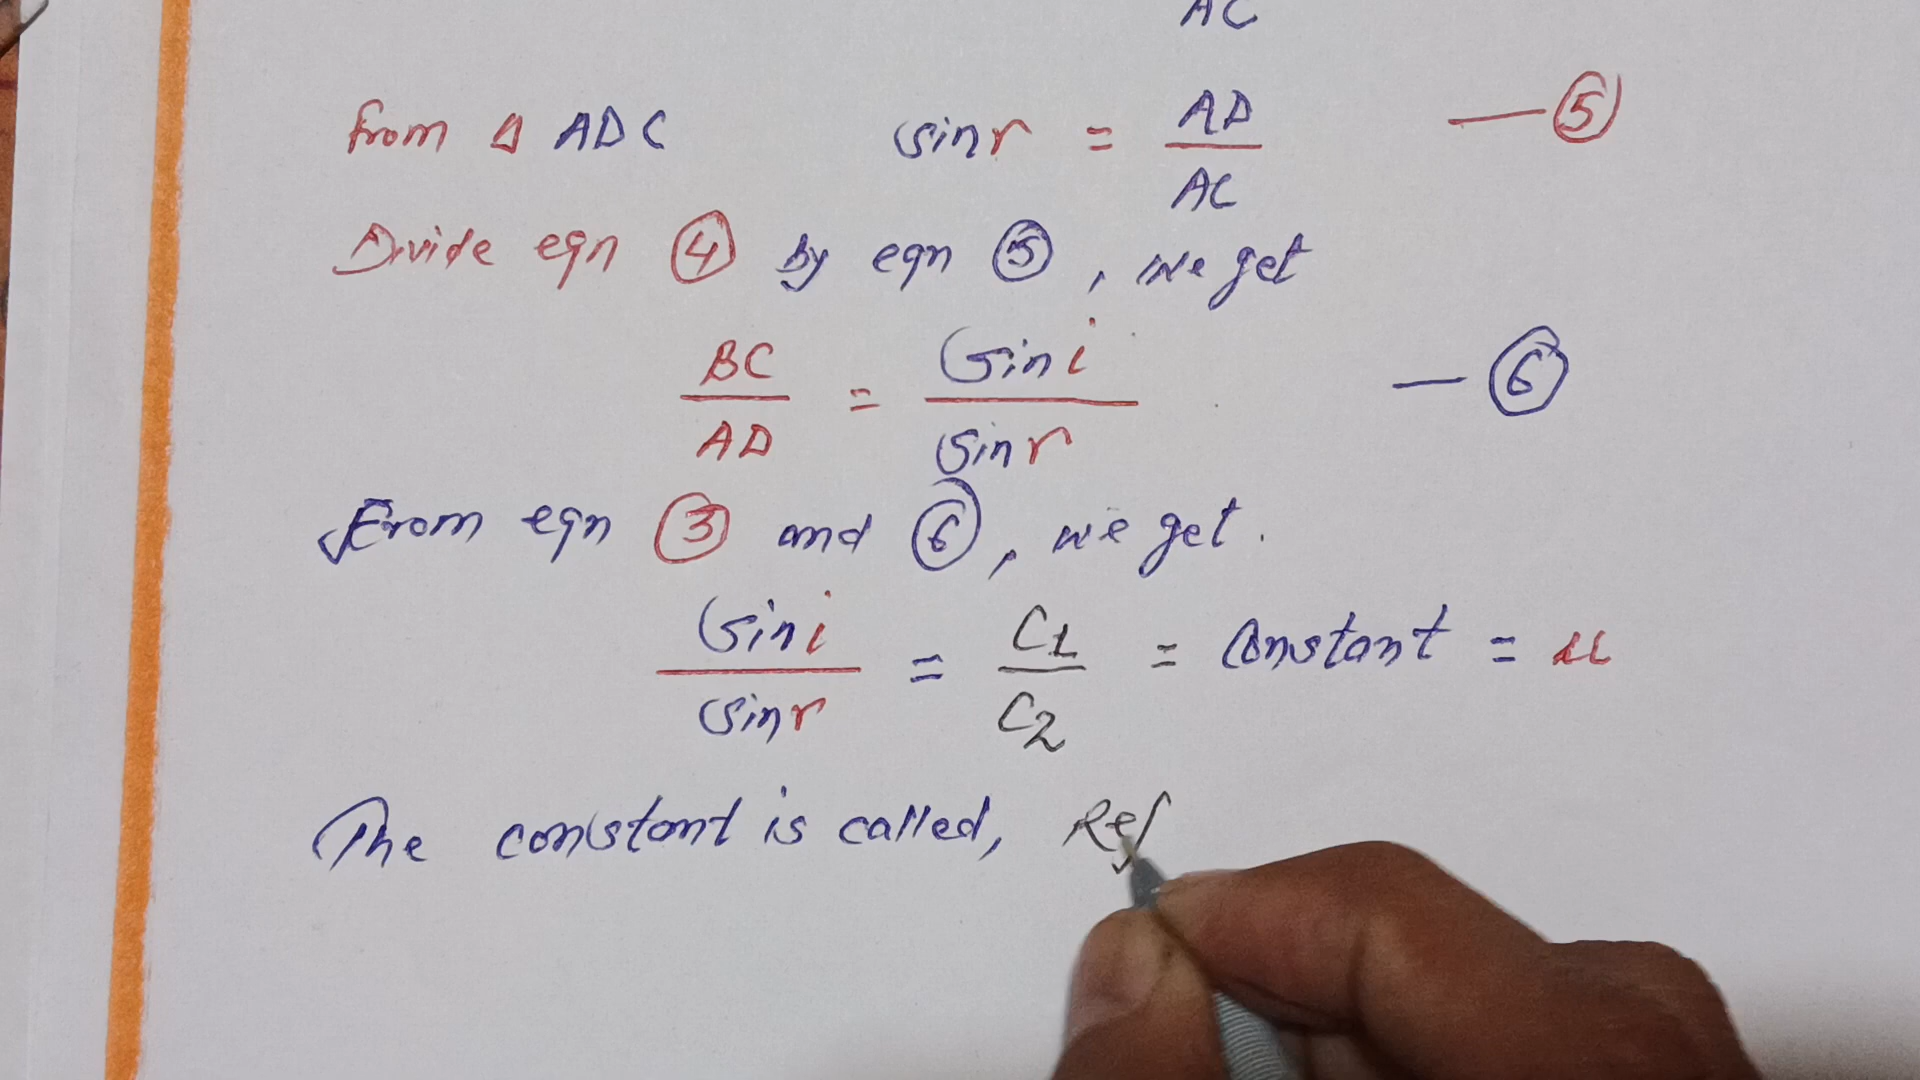 AC
from Δ ADC sin r = AD / AC — ⑤
Divide eqn ④ by eqn ⑤, we get
BC / AD = Sin i / Sin r — ⑥
From eqn ③ and ⑥, we get.
Sin i / Sin r = C1 / C2 = Constant = μ
The constant is called, Ref